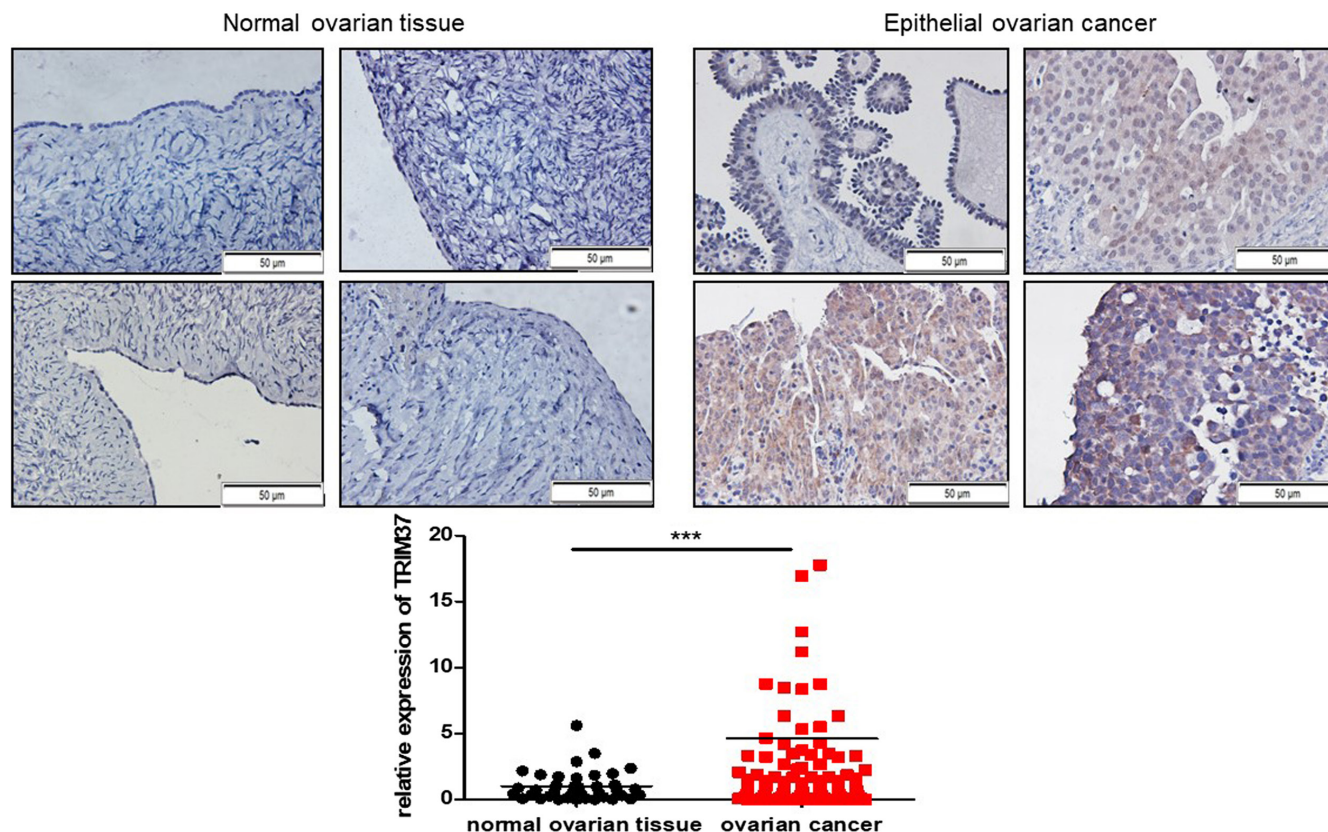 Normal ovarian tissue
Epithelial ovarian cancer
50 µm
50 µm
50 µm
50 µm
50 µm
50 µm
50 µm
50 µm
relative expression of TRIM37
20
15
10
5
0
***
normal ovarian tissue
ovarian cancer